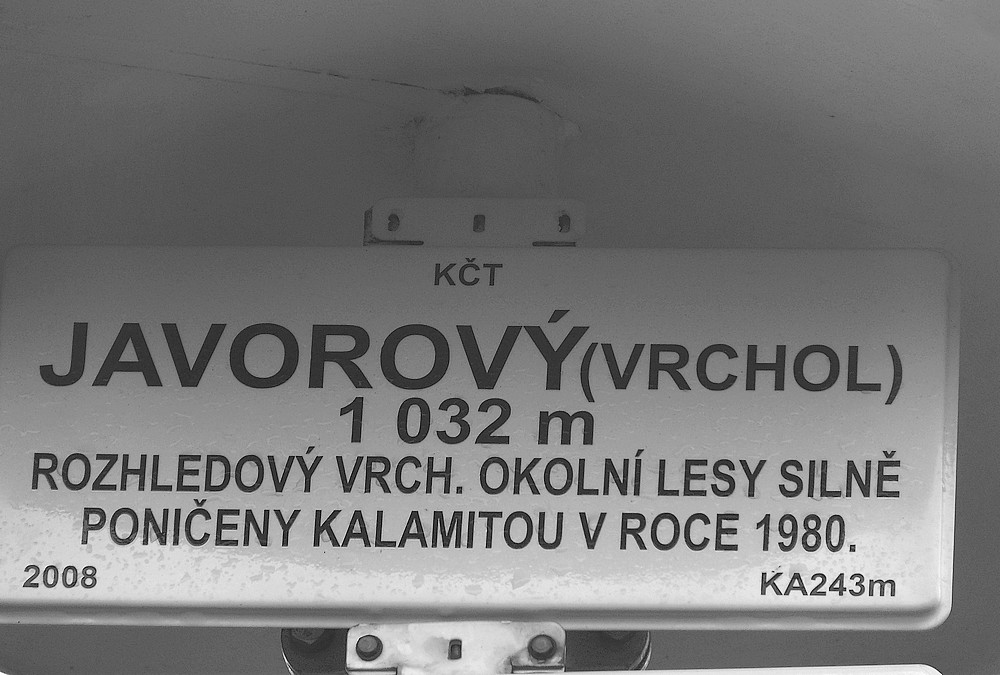 KČT
JAVOROVÝ(VRCHOL)
1 032 m
ROZHLEDOVÝ VRCH. OKOLNÍ LESY SILNĚ
PONIČENY KALAMITOU V ROCE 1980.
2008 KA243m